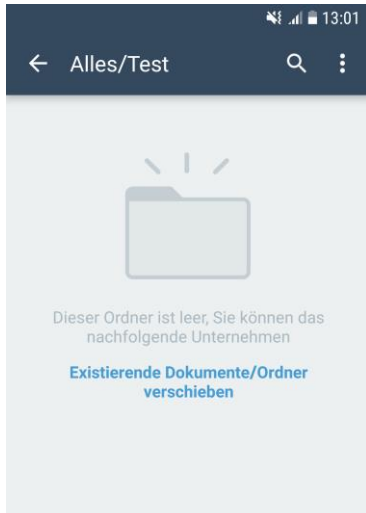 13:01
Alles/Test
Dieser Ordner ist leer, Sie können das
nachfolgende Unternehmen
Existierende Dokumente/Ordner
verschieben